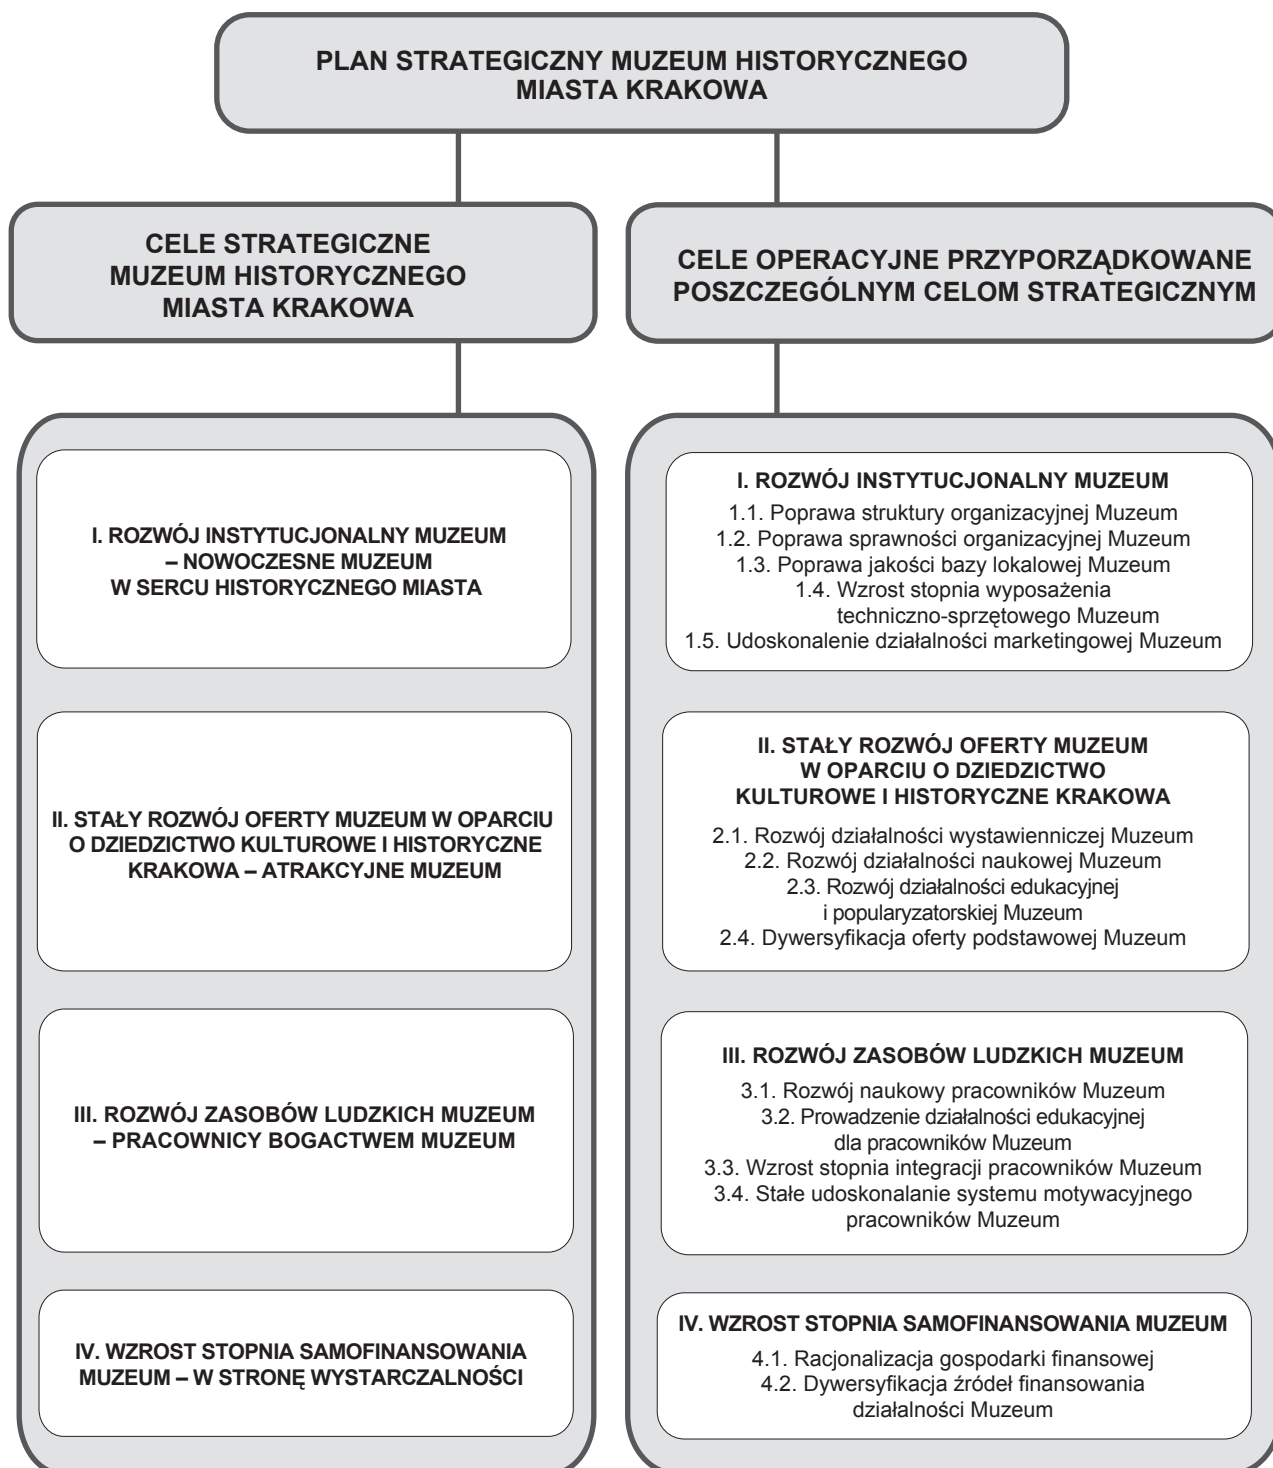 PLAN STRATEGICZNY MUZEUM HISTORYCZNEGO
MIASTA KRAKOWA
CELE STRATEGICZNE
MUZEUM HISTORYCZNEGO
MIASTA KRAKOWA
CELE OPERACYJNE PRZYPORZĄDKOWANE
POSZCZEGÓLNYM CELOM STRATEGICZNYM
I. ROZWÓJ INSTYTUCJONALNY MUZEUM
– NOWOCZESNE MUZEUM
W SERCU HISTORYCZNEGO MIASTA
I. ROZWÓJ INSTYTUCJONALNY MUZEUM
1.1. Poprawa struktury organizacyjnej Muzeum
1.2. Poprawa sprawności organizacyjnej Muzeum
1.3. Poprawa jakości bazy lokalowej Muzeum
1.4. Wzrost stopnia wyposażenia
techniczno-sprzętowego Muzeum
1.5. Udoskonalenie działalności marketingowej Muzeum
II. STAŁY ROZWÓJ OFERTY MUZEUM W OPARCIU
O DZIEDZICTWO KULTUROWE I HISTORYCZNE
KRAKOWA – ATRAKCYJNE MUZEUM
II. STAŁY ROZWÓJ OFERTY MUZEUM
W OPARCIU O DZIEDZICTWO
KULTUROWE I HISTORYCZNE KRAKOWA
2.1. Rozwój działalności wystawienniczej Muzeum
2.2. Rozwój działalności naukowej Muzeum
2.3. Rozwój działalności edukacyjnej
i popularyzatorskiej Muzeum
2.4. Dywersyfikacja oferty podstawowej Muzeum
III. ROZWÓJ ZASOBÓW LUDZKICH MUZEUM
– PRACOWNICY BOGACTWEM MUZEUM
III. ROZWÓJ ZASOBÓW LUDZKICH MUZEUM
3.1. Rozwój naukowy pracowników Muzeum
3.2. Prowadzenie działalności edukacyjnej
dla pracowników Muzeum
3.3. Wzrost stopnia integracji pracowników Muzeum
3.4. Stałe udoskonalanie systemu motywacyjnego
pracowników Muzeum
IV. WZROST STOPNIA SAMOFINANSOWANIA
MUZEUM – W STRONĘ WYSTARCZALNOŚCI
IV. WZROST STOPNIA SAMOFINANSOWANIA MUZEUM
4.1. Racjonalizacja gospodarki finansowej
4.2. Dywersyfikacja źródeł finansowania
działalności Muzeum